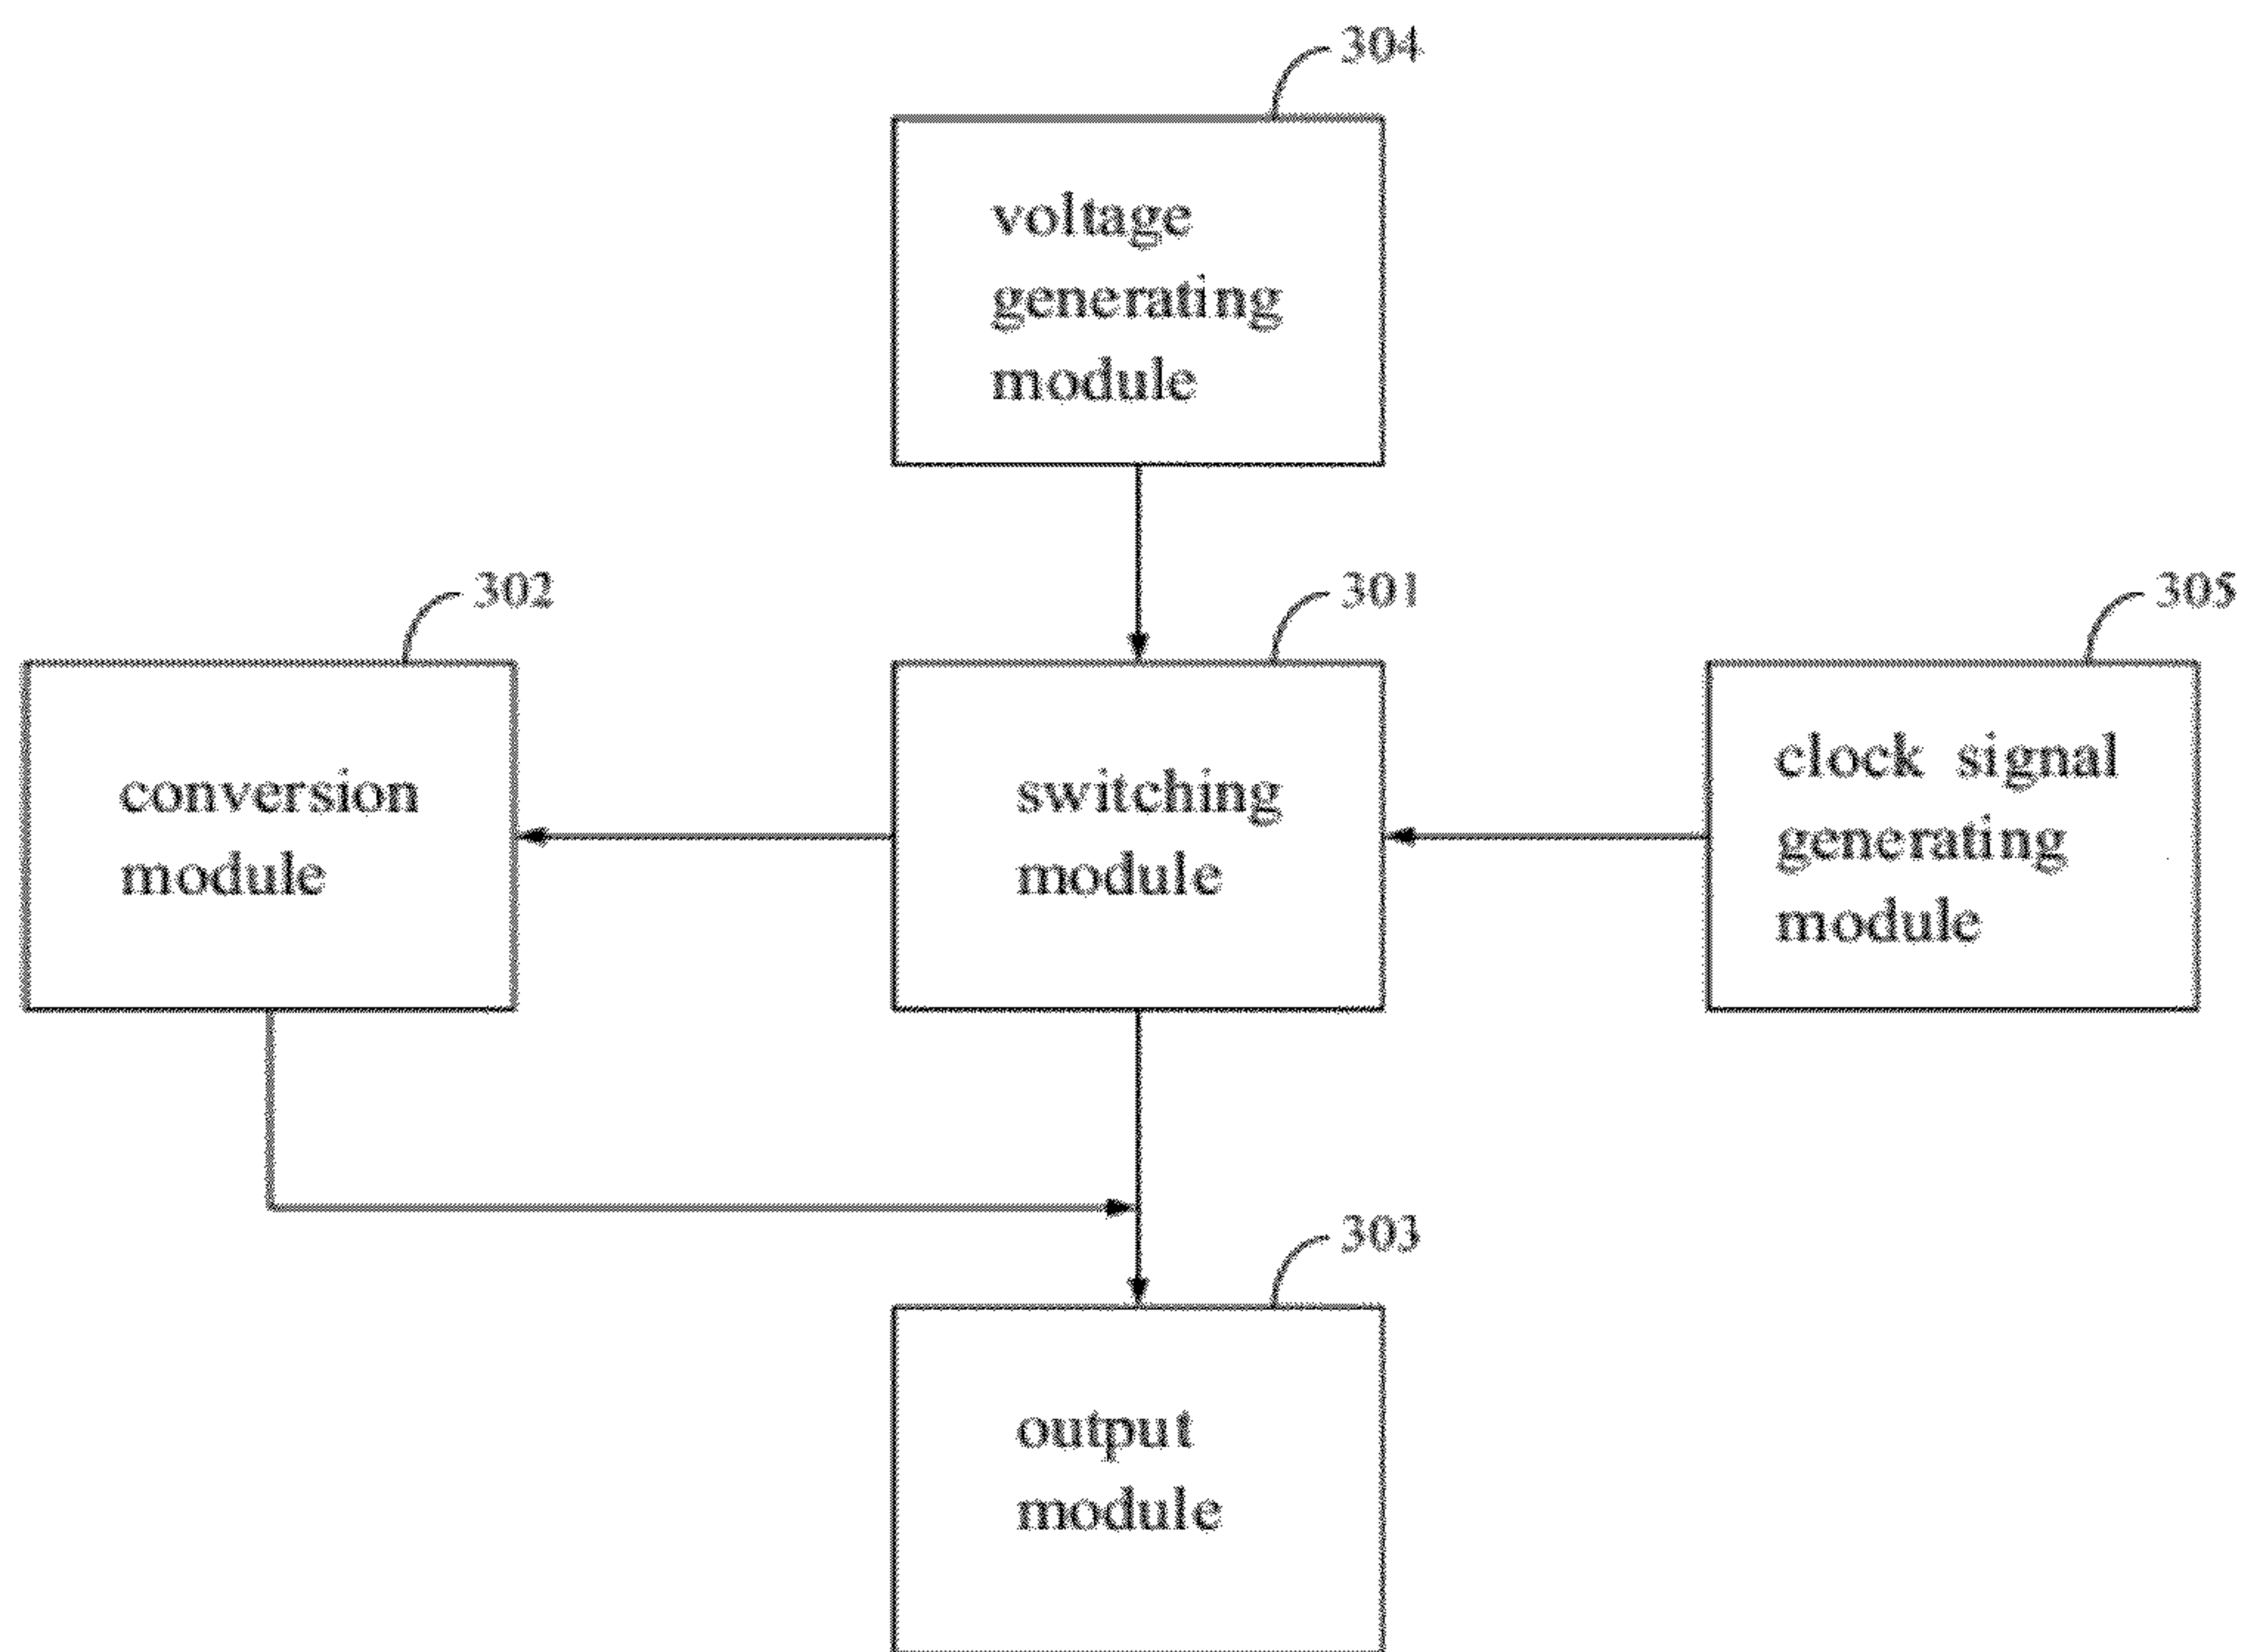 304
voltage
generating
module
302
301
305
conversion
module
switching
module
clock signal
generating
module
303
output
module